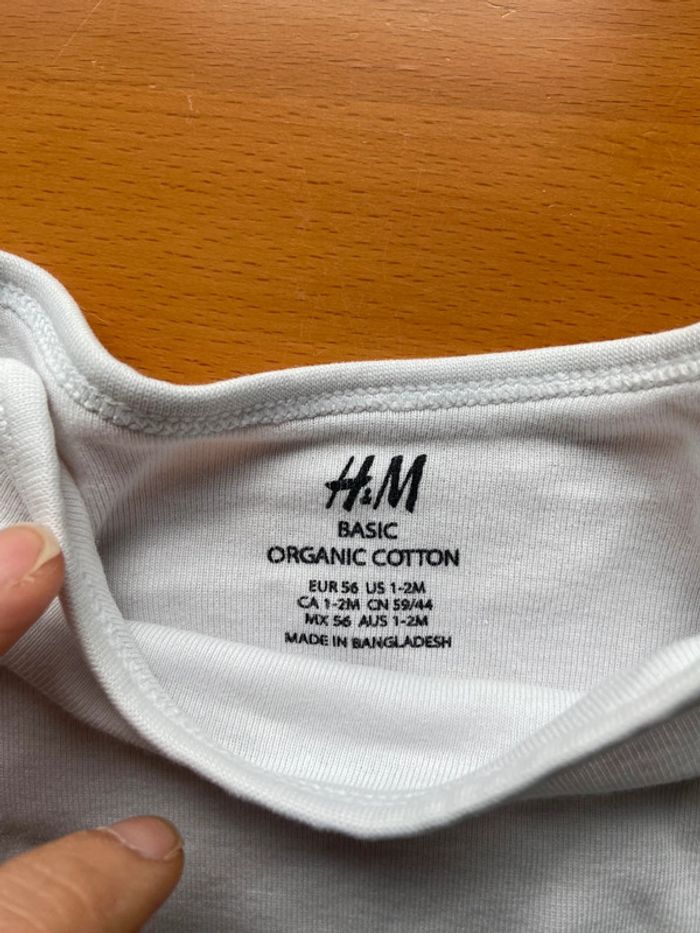 H&M
BASIC
ORGANIC COTTON
EUR 56 US 1-2M
CA 1-2M CN 59/44
MX 56 AUS 1-2M
MADE IN BANGLADESH